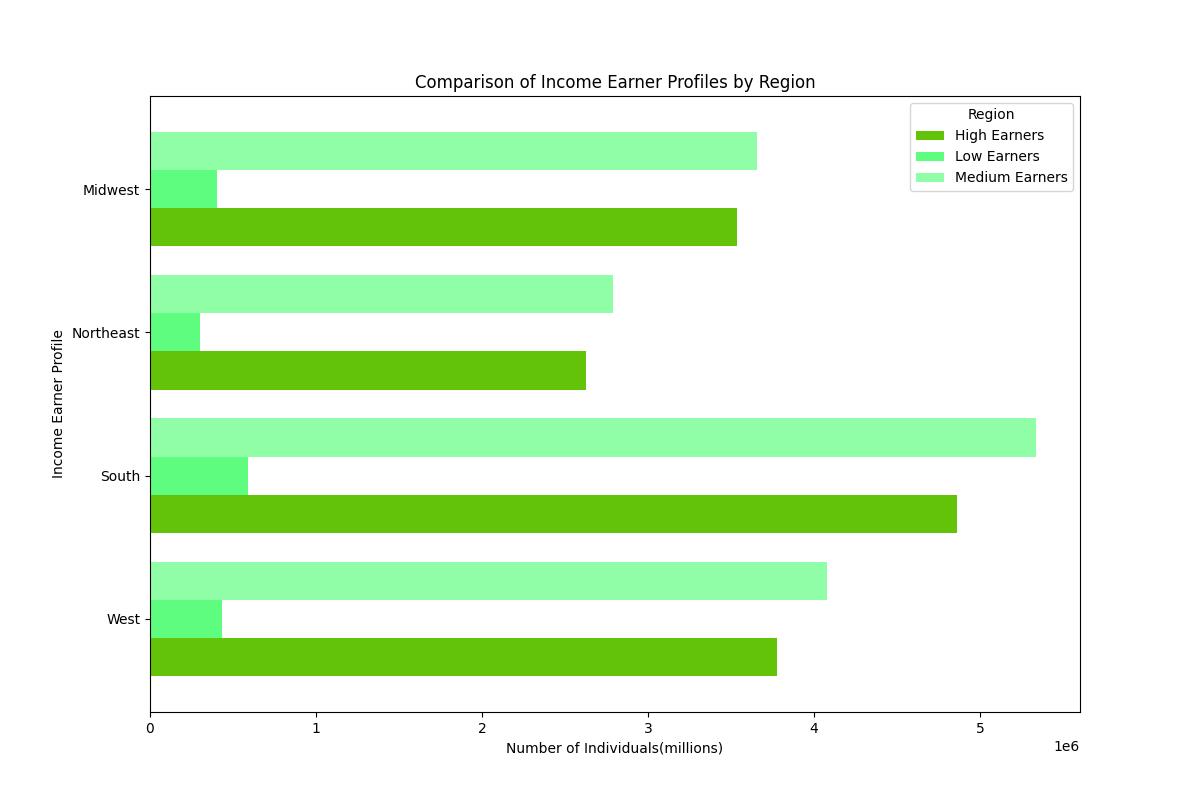 Comparison of Income Earner Profiles by Region
Region
High Earners
Low Earners
Medium Earners
Income Earner Profile
Midwest
Northeast
South
West
0 1 2 3 4 5
1e6
Number of Individuals(millions)